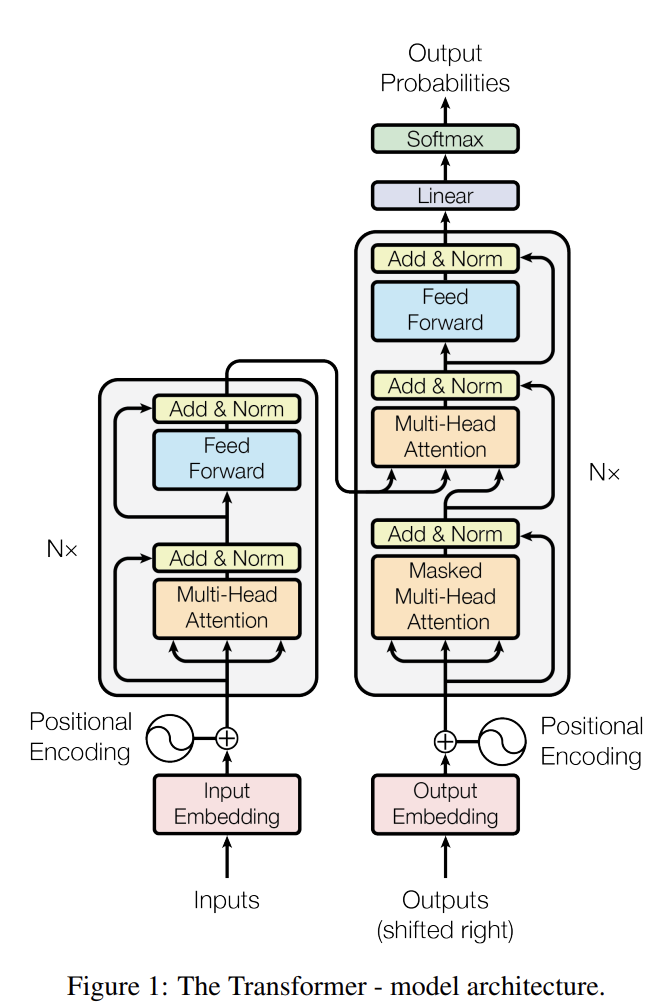 Output
Probabilities
Softmax
Linear
Add & Norm
Feed
Forward
Add & Norm
Multi-Head
Attention
Add & Norm
Masked
Multi-Head
Attention
N×
Add & Norm
Feed
Forward
Add & Norm
Multi-Head
Attention
N×
Positional
Encoding
Positional
Encoding
Input
Embedding
Output
Embedding
Inputs
Outputs
(shifted right)
Figure 1: The Transformer - model architecture.